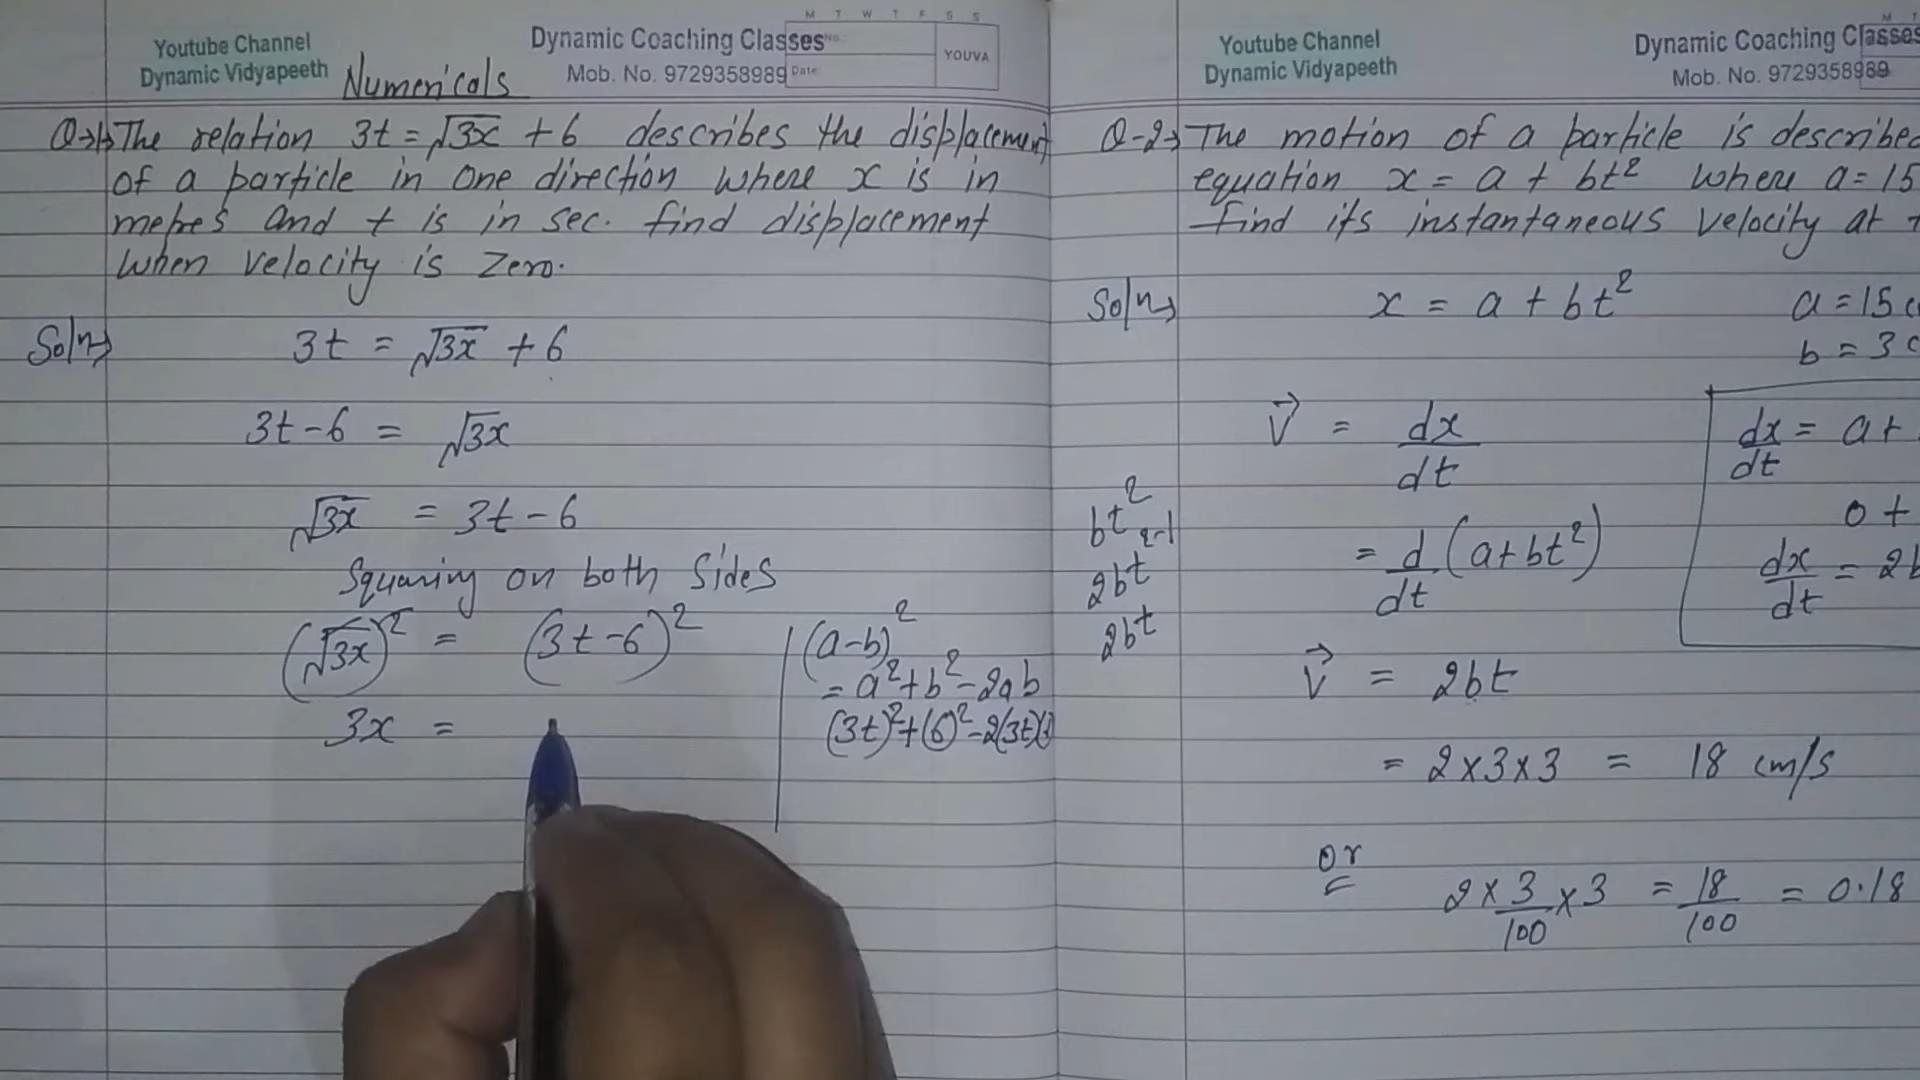 M T W T F S S
Youtube Channel
Dynamic Vidyapeeth
Dynamic Coaching Classes
Mob. No. 9729358989
No.
Date
YOUVA
Numericals
Q→1→ The relation 3t = √3x + 6 describes the displacement
of a particle in one direction where x is in
metres and t is in sec. find displacement
when velocity is zero.
Soln→
3t = √3x + 6
3t - 6 = √3x
√3x = 3t - 6
Squaring on both sides
(√3x)² = (3t-6)²
3x =
(a-b)²
= a²+b²-2ab
(3t)²+(6)²-2(3t)(
Youtube Channel
Dynamic Vidyapeeth
Dynamic Coaching Classes
Mob. No. 9729358989
M
Q-2→ The motion of a particle is described
equation x = a + bt² where a = 15
find its instantaneous velocity at
Soln→
x = a + bt²
a = 15 c
b = 3 c
V⃗ = dx/dt
= d/dt (a+bt²)
bt²
2-1
2bt
2bt
dx/dt = a +
0 +
dx/dt = 2b
V⃗ = 2bt
= 2×3×3 = 18 cm/s
Or
2 × 3/100 × 3 = 18/100 = 0.18